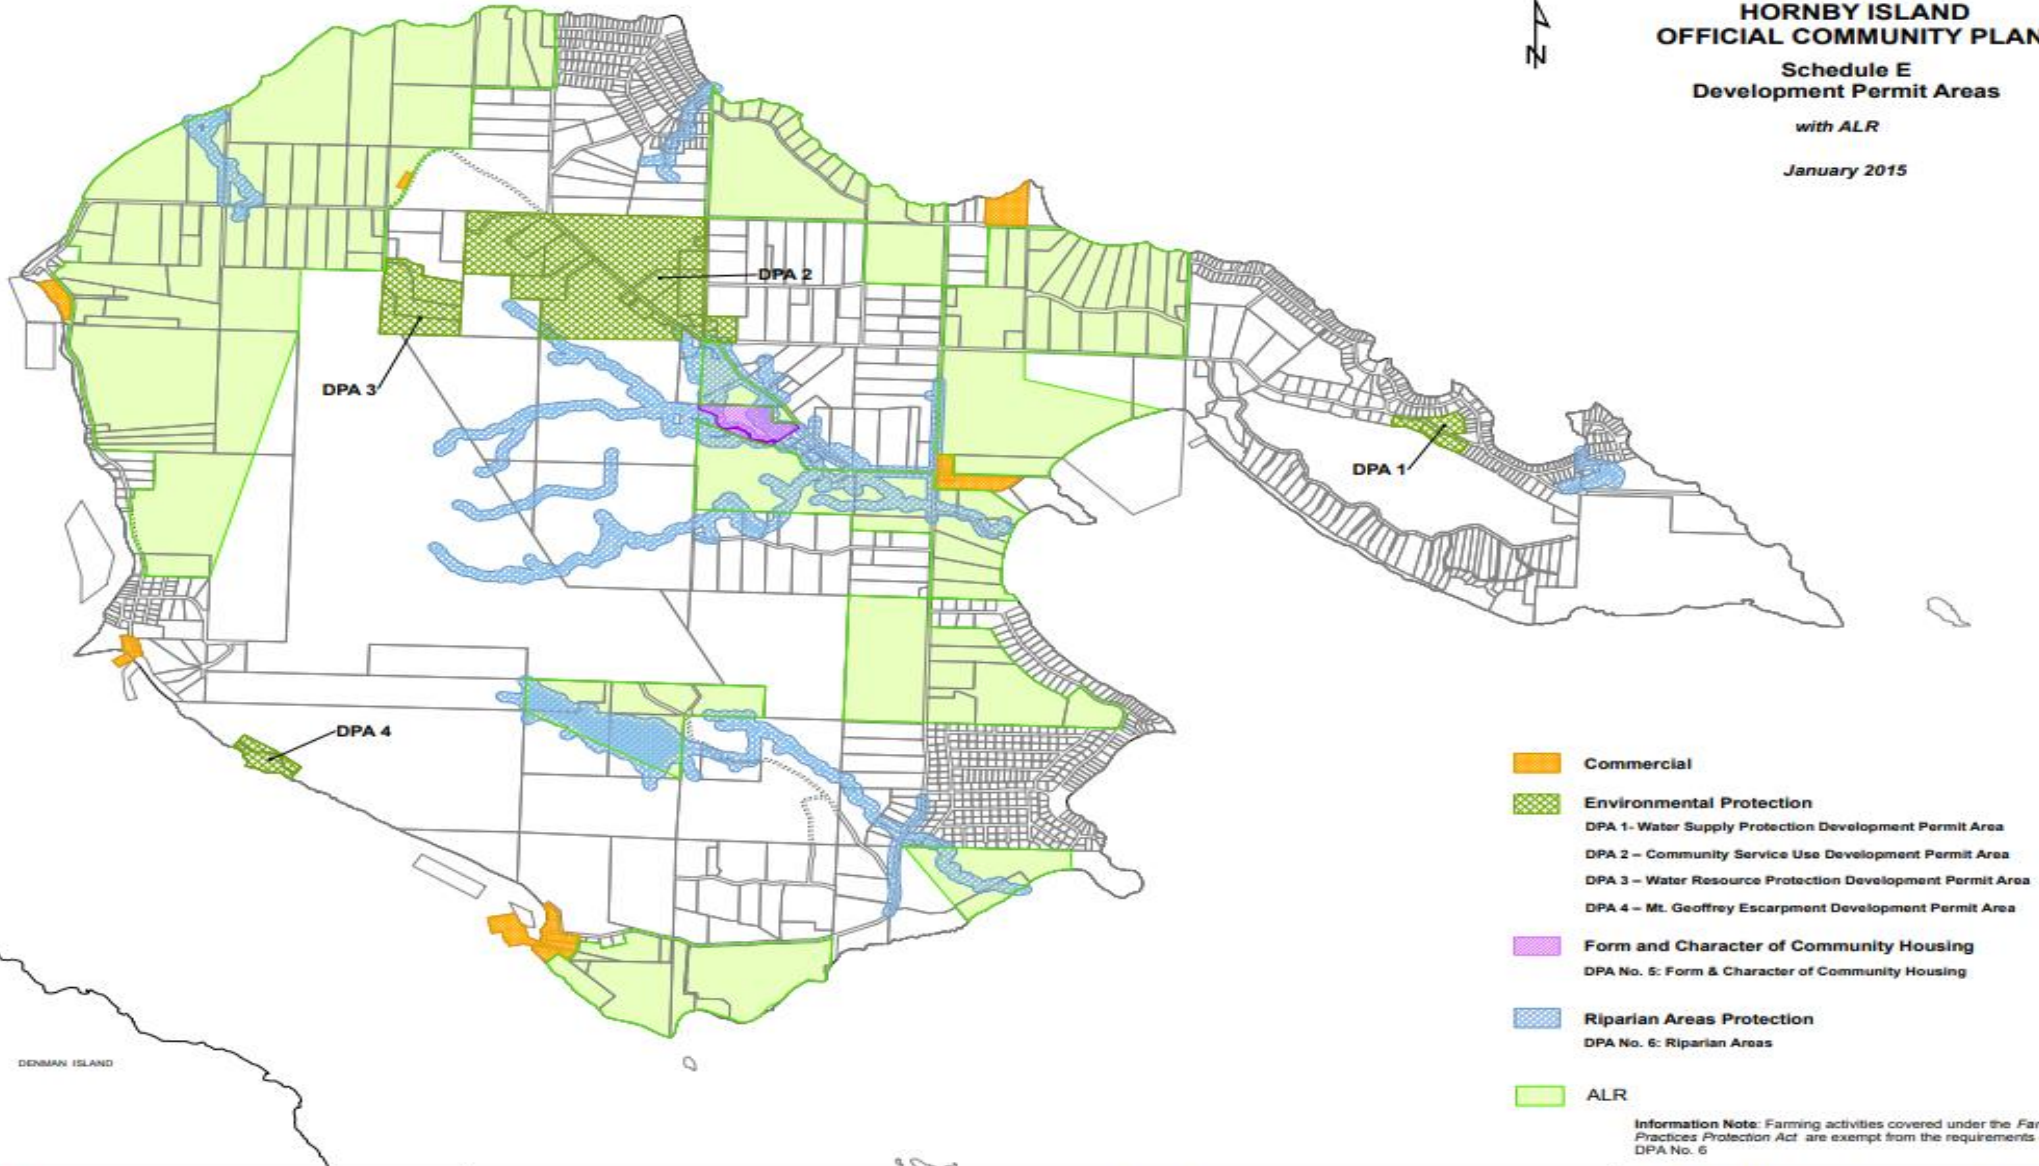 HORNBY ISLAND
OFFICIAL COMMUNITY PLAN
Schedule E
Development Permit Areas
with ALR
January 2015
N
DPA 2
DPA 3
DPA 1
DPA 4
DENMAN ISLAND
Commercial
Environmental Protection
DPA 1- Water Supply Protection Development Permit Area
DPA 2 – Community Service Use Development Permit Area
DPA 3 – Water Resource Protection Development Permit Area
DPA 4 – Mt. Geoffrey Escarpment Development Permit Area
Form and Character of Community Housing
DPA No. 5: Form & Character of Community Housing
Riparian Areas Protection
DPA No. 6: Riparian Areas
ALR
Information Note: Farming activities covered under the
Practices Protection Act are exempt from the requirements
DPA No. 6